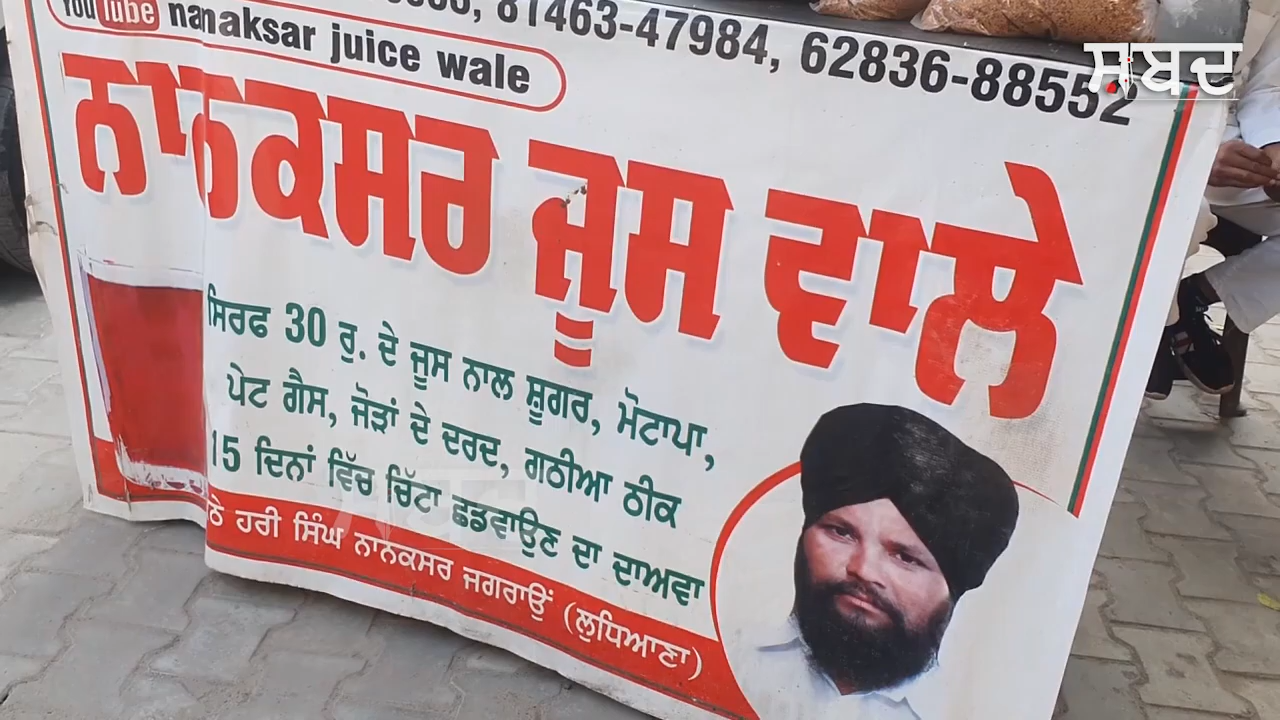 81463-47984, 62836-88552
YouTube nanaksar juice wale
ਸ਼ਬਦ
ਨਾਨਕਸਰ ਜੂਸ ਵਾਲੇ
ਸਿਰਫ 30 ਰੁ. ਦੇ ਜੂਸ ਨਾਲ ਸ਼ੂਗਰ, ਮੋਟਾਪਾ,
ਪੇਟ ਗੈਸ, ਜੋੜਾਂ ਦੇ ਦਰਦ, ਗਠੀਆ ਠੀਕ
15 ਦਿਨਾਂ ਵਿੱਚ ਚਿੱਟਾ ਛਡਵਾਉਣ ਦਾ ਦਾਅਵਾ
ਹਰੀ ਸਿੰਘ ਨਾਨਕਸਰ ਜਗਰਾਉਂ (ਲੁਧਿਆਣਾ)